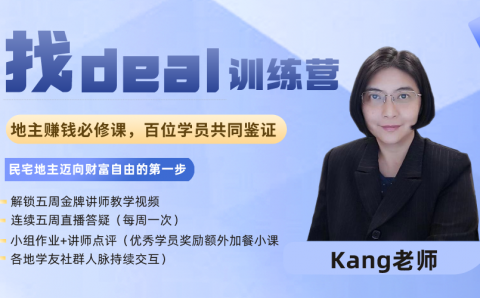 找deal训练营
地主赚钱必修课，百位学员共同鉴证
民宅地主迈向财富自由的第一步
解锁五周金牌讲师教学视频
连续五周直播答疑（每周一次）
小组作业+讲师点评（优秀学员奖励额外加餐小课
各地学友社群人脉持续交互）
Kang老师